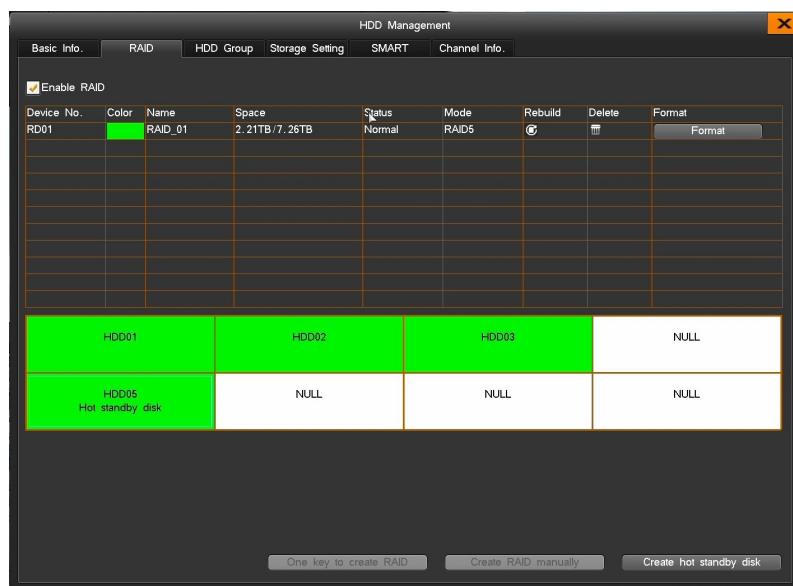 HDD Management
Basic Info. RAID HDD Group Storage Setting SMART Channel Info.
Enable RAID
Device No. Color Name Space Status Mode Rebuild Delete Format
RD01 RAID_01 2.21TB/7.26TB Normal RAID5 Format
HDD01 HDD02 HDD03 NULL
HDD05 NULL NULL NULL
Hot standby disk
One key to create RAID Create RAID manually Create hot standby disk